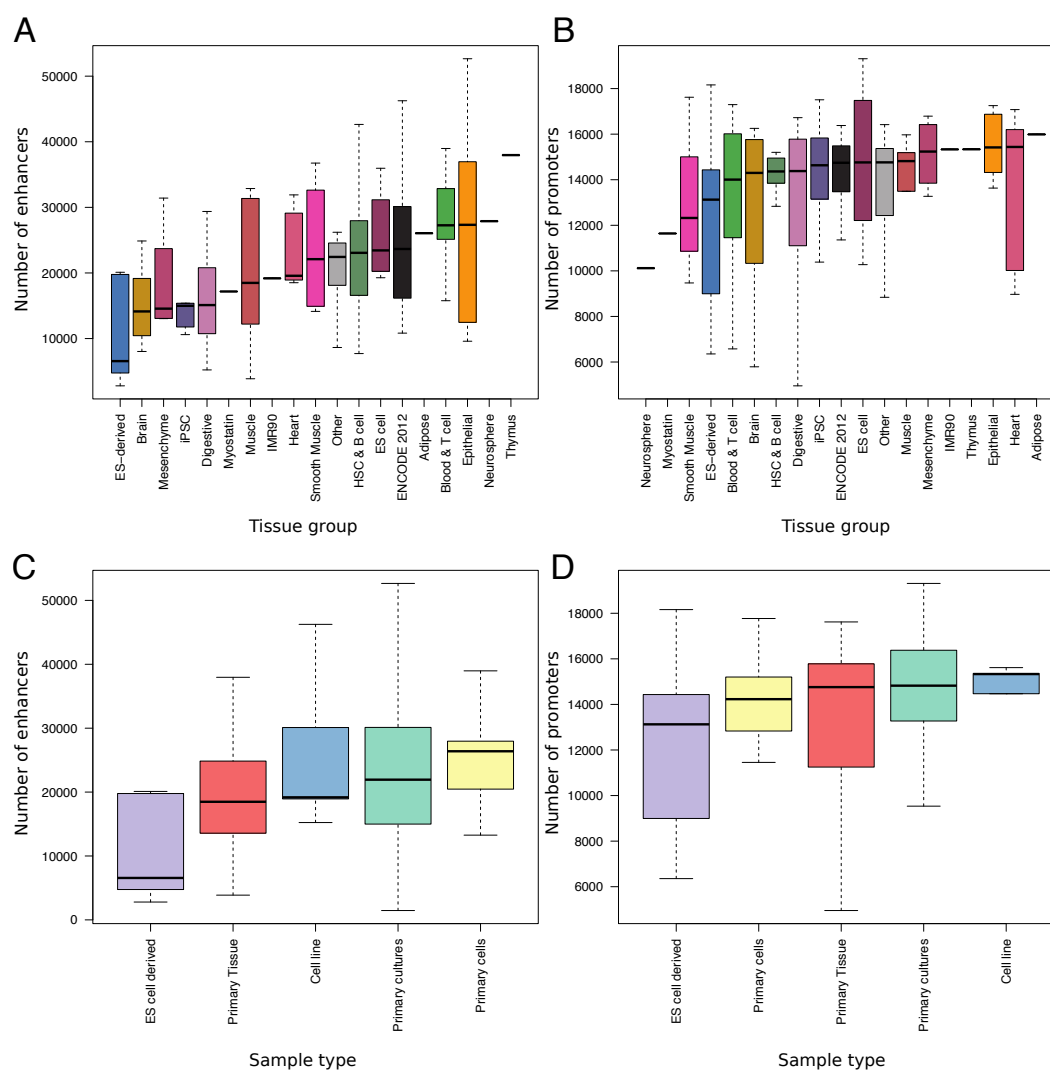 A
B
Number of enhancers
50000
40000
30000
20000
10000
ES-derived
Brain
Mesenchyme
iPSC
Digestive
Myostatin
Muscle
IMR90
Heart
Smooth Muscle
Other
HSC & B cell
ES cell
ENCODE 2012
Adipose
Blood & T cell
Epithelial
Neurosphere
Thymus
Tissue group
Number of promoters
18000
16000
14000
12000
10000
8000
6000
Neurosphere
Myostatin
Smooth Muscle
ES-derived
Blood & T cell
Brain
HSC & B cell
Digestive
iPSC
ENCODE 2012
ES cell
Other
Muscle
Mesenchyme
IMR90
Thymus
Epithelial
Heart
Adipose
Tissue group
C
D
Number of enhancers
50000
40000
30000
20000
10000
0
ES cell derived
Primary Tissue
Cell line
Primary cultures
Primary cells
Sample type
Number of promoters
18000
16000
14000
12000
10000
8000
6000
ES cell derived
Primary cells
Primary Tissue
Primary cultures
Cell line
Sample type